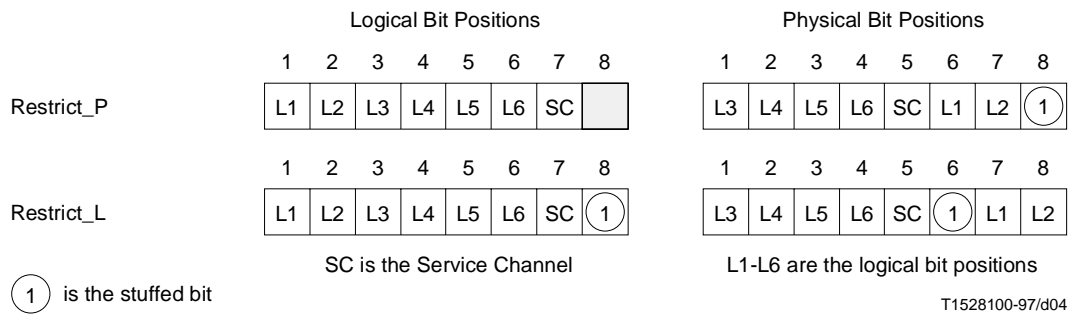 Logical Bit Positions Physical Bit Positions
1 2 3 4 5 6 7 8 1 2 3 4 5 6 7 8
Restrict_P L1 L2 L3 L4 L5 L6 SC L3 L4 L5 L6 SC L1 L2 1
1 2 3 4 5 6 7 8 1 2 3 4 5 6 7 8
Restrict_L L1 L2 L3 L4 L5 L6 SC 1 L3 L4 L5 L6 SC 1 L1 L2
SC is the Service Channel L1-L6 are the logical bit positions
1 is the stuffed bit
T1528100-97/d04